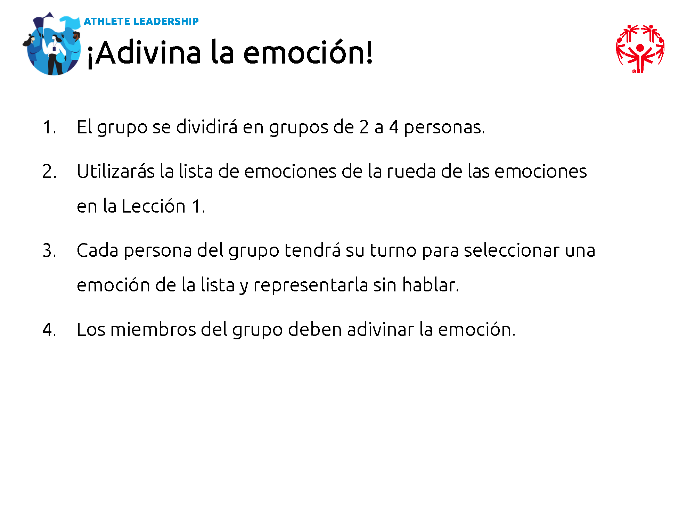 ATHLETE LEADERSHIP
¡Adivina la emoción!
1. El grupo se dividirá en grupos de 2 a 4 personas.
2. Utilizarás la lista de emociones de la rueda de las emociones
en la Lección 1.
3. Cada persona del grupo tendrá su turno para seleccionar una
emoción de la lista y representarla sin hablar.
4. Los miembros del grupo deben adivinar la emoción.